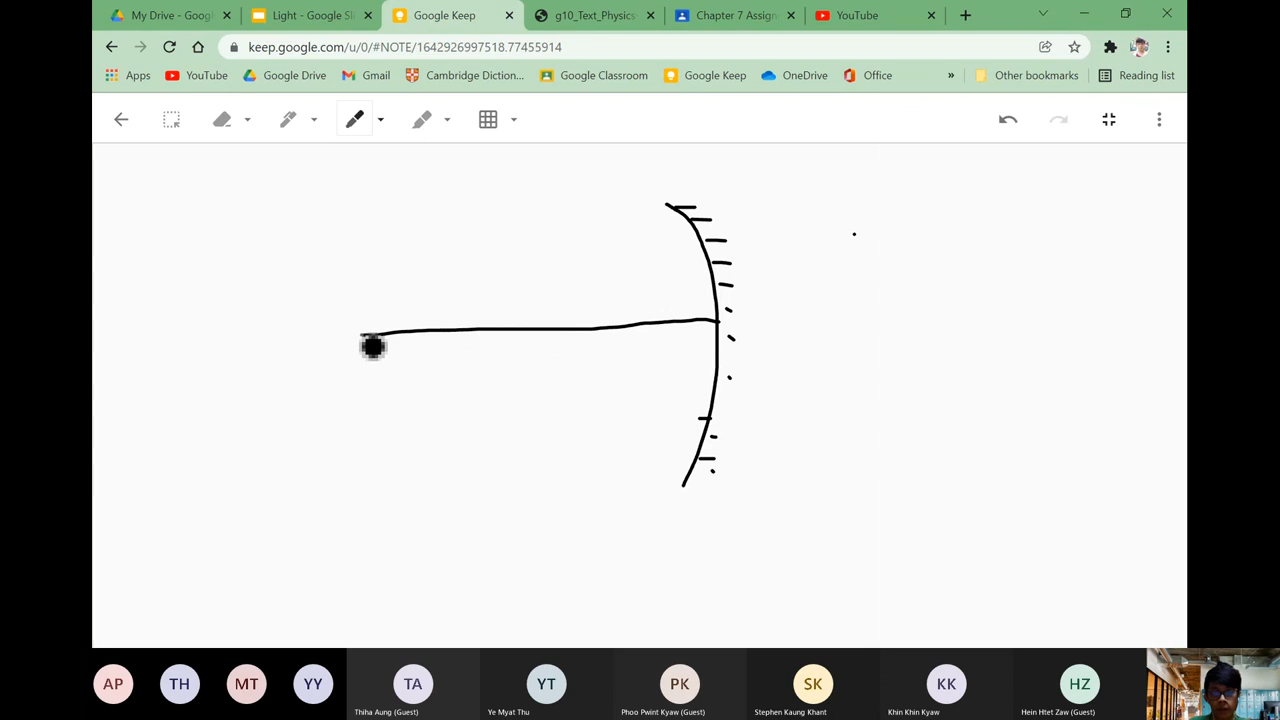 My Drive - Goog
Light - Google Sli
Google Keep
g10_Text_Physics
Chapter 7 Assign
YouTube
keep.google.com/u/0/#NOTE/1642926997518.77455914
Apps
YouTube
Google Drive
Gmail
Cambridge Diction...
Google Classroom
Google Keep
OneDrive
Office
»
Other bookmarks
Reading list
AP
TH
MT
YY
TA
YT
PK
SK
KK
HZ
Thiha Aung (Guest)
Ye Myat Thu
Phoo Pwint Kyaw (Guest)
Stephen Kaung Khant
Khin Khin Kyaw
Hein Htet Zaw (Guest)